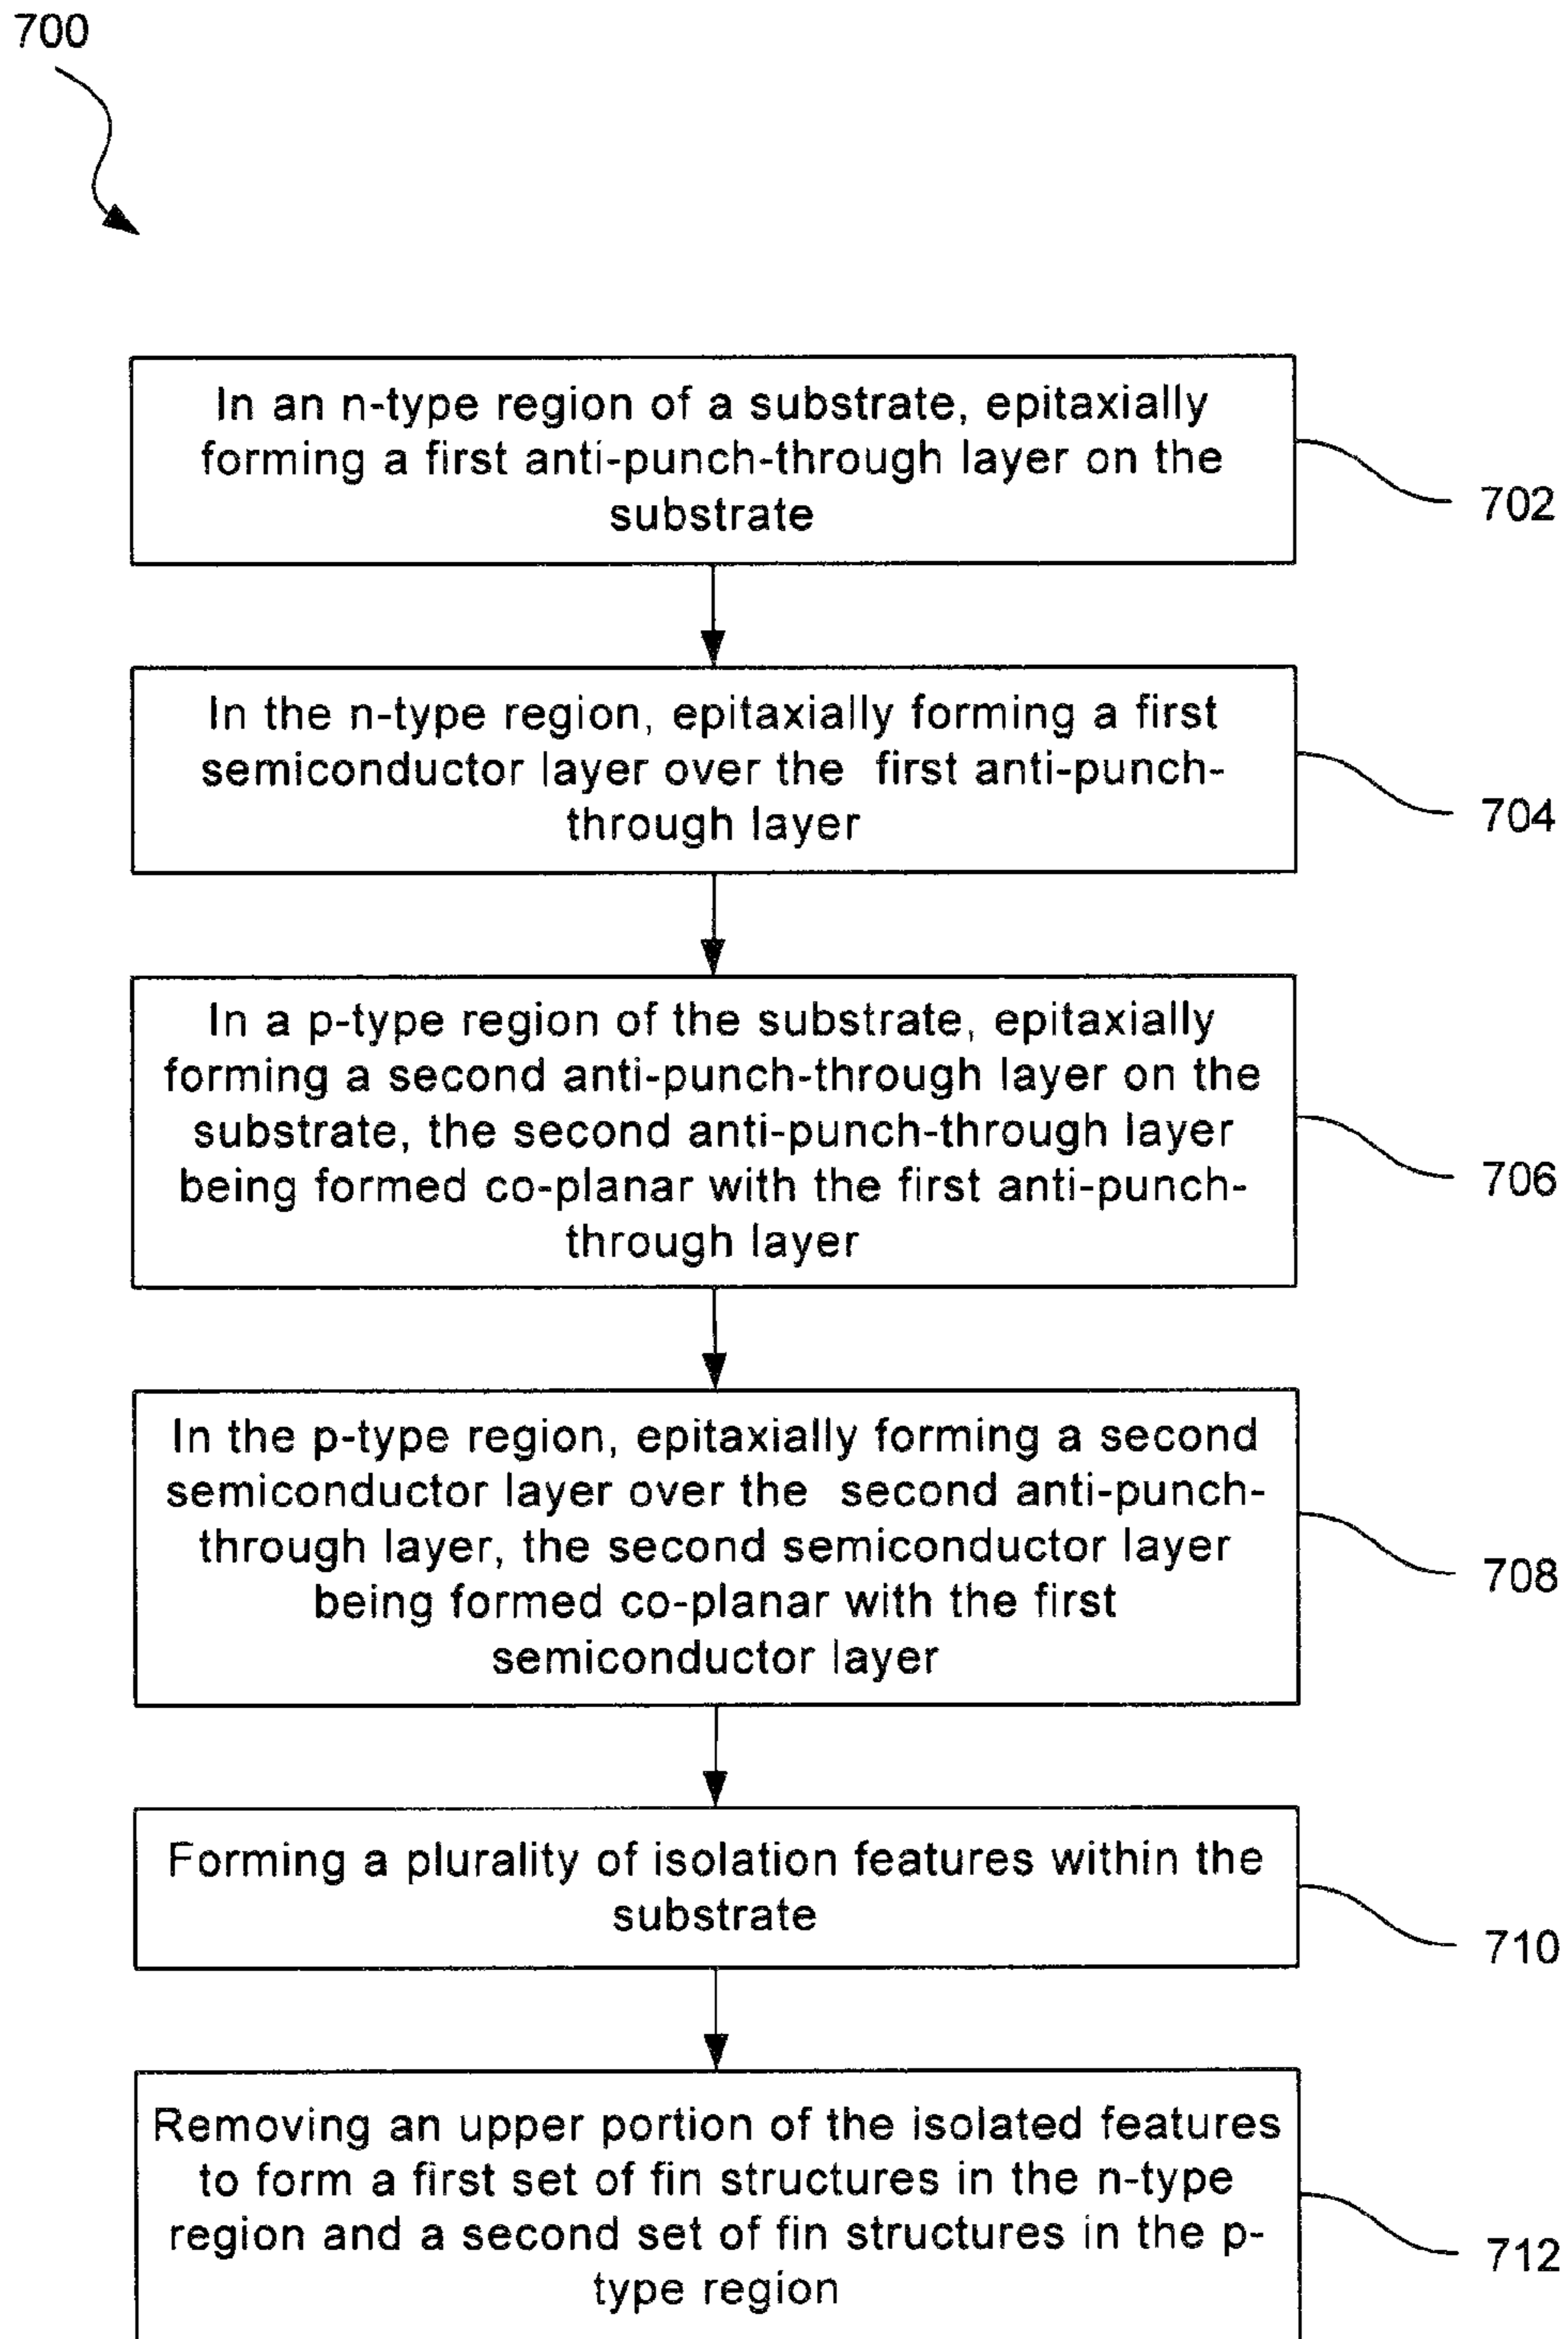 700
In an n-type region of a substrate, epitaxially
forming a first anti-punch-through layer on the
substrate
702
In the n-type region, epitaxially forming a first
semiconductor layer over the first anti-punch-
through layer
704
In a p-type region of the substrate, epitaxially
forming a second anti-punch-through layer on the
substrate, the second anti-punch-through layer
being formed co-planar with the first anti-punch-
through layer
706
In the p-type region, epitaxially forming a second
semiconductor layer over the second anti-punch-
through layer, the second semiconductor layer
being formed co-planar with the first
semiconductor layer
708
Forming a plurality of isolation features within the
substrate
710
Removing an upper portion of the isolated features
to form a first set of fin structures in the n-type
region and a second set of fin structures in the p-
type region
712